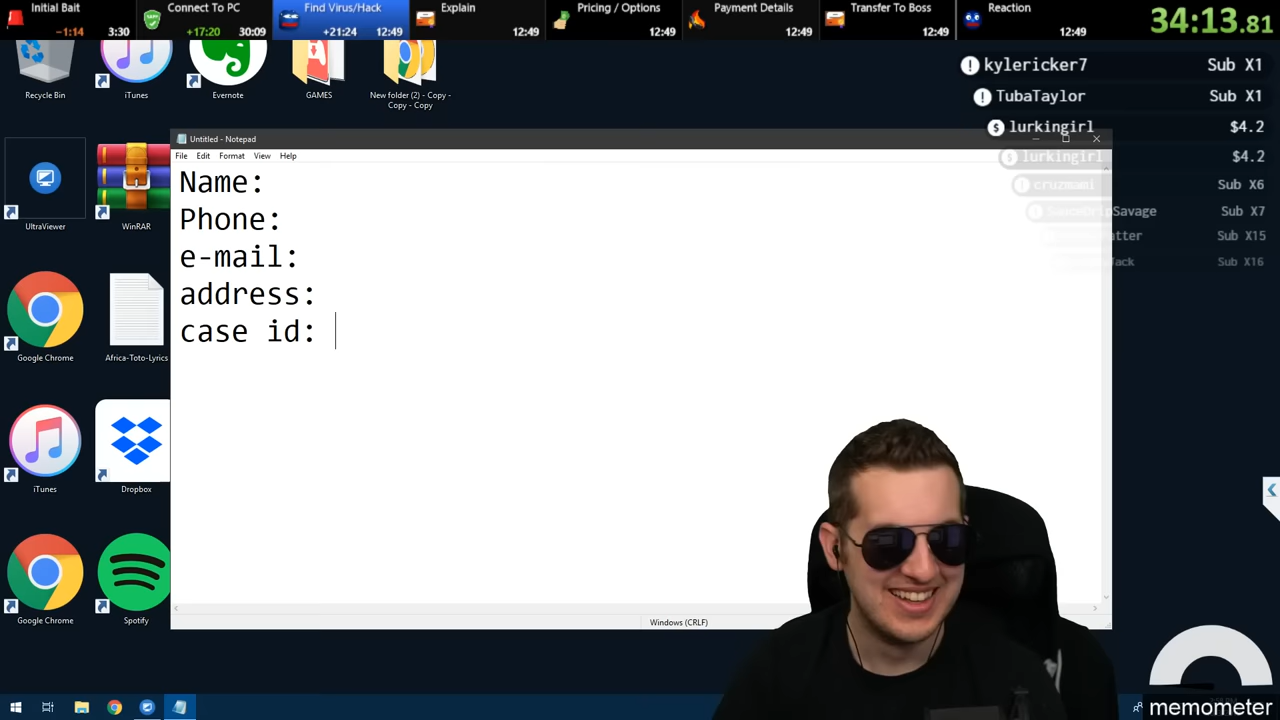 Initial Bait
-1:14 3:30
Connect To PC
+17:20 30:09
Find Virus/Hack
+21:24 12:49
Explain
12:49
Pricing / Options
12:49
Payment Details
12:49
Transfer To Boss
12:49
Reaction
12:49
34:13.81
kylericker7 Sub X1
TubaTaylor Sub X1
lurkingirl $4.2
lurkingirl $4.2
cruzmami Sub X6
Savage Sub X7
Sub X15
Sub X16
Recycle Bin
iTunes
Evernote
GAMES
New folder (2) - Copy - Copy - Copy
UltraViewer
WinRAR
Google Chrome
Africa-Toto-Lyrics
iTunes
Dropbox
Google Chrome
Spotify
Untitled - Notepad
File Edit Format View Help
Name:
Phone:
e-mail:
address:
case id:
Windows (CRLF)
memometer